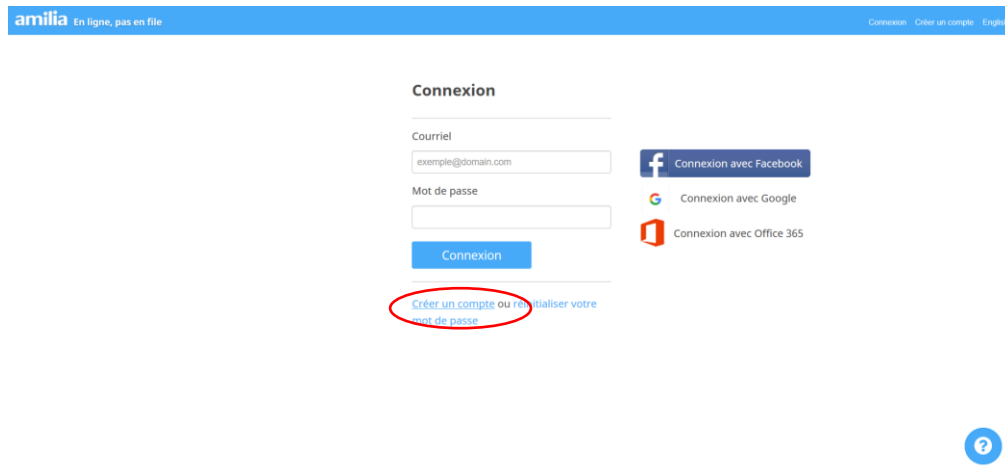 amilia En ligne, pas en file
Connexion Créer un compte English
Connexion
Courriel
exemple@domain.com
Connexion avec Facebook
Mot de passe
Connexion avec Google
Connexion avec Office 365
Connexion
Créer un compte ou réinitialiser votre
mot de passe
?